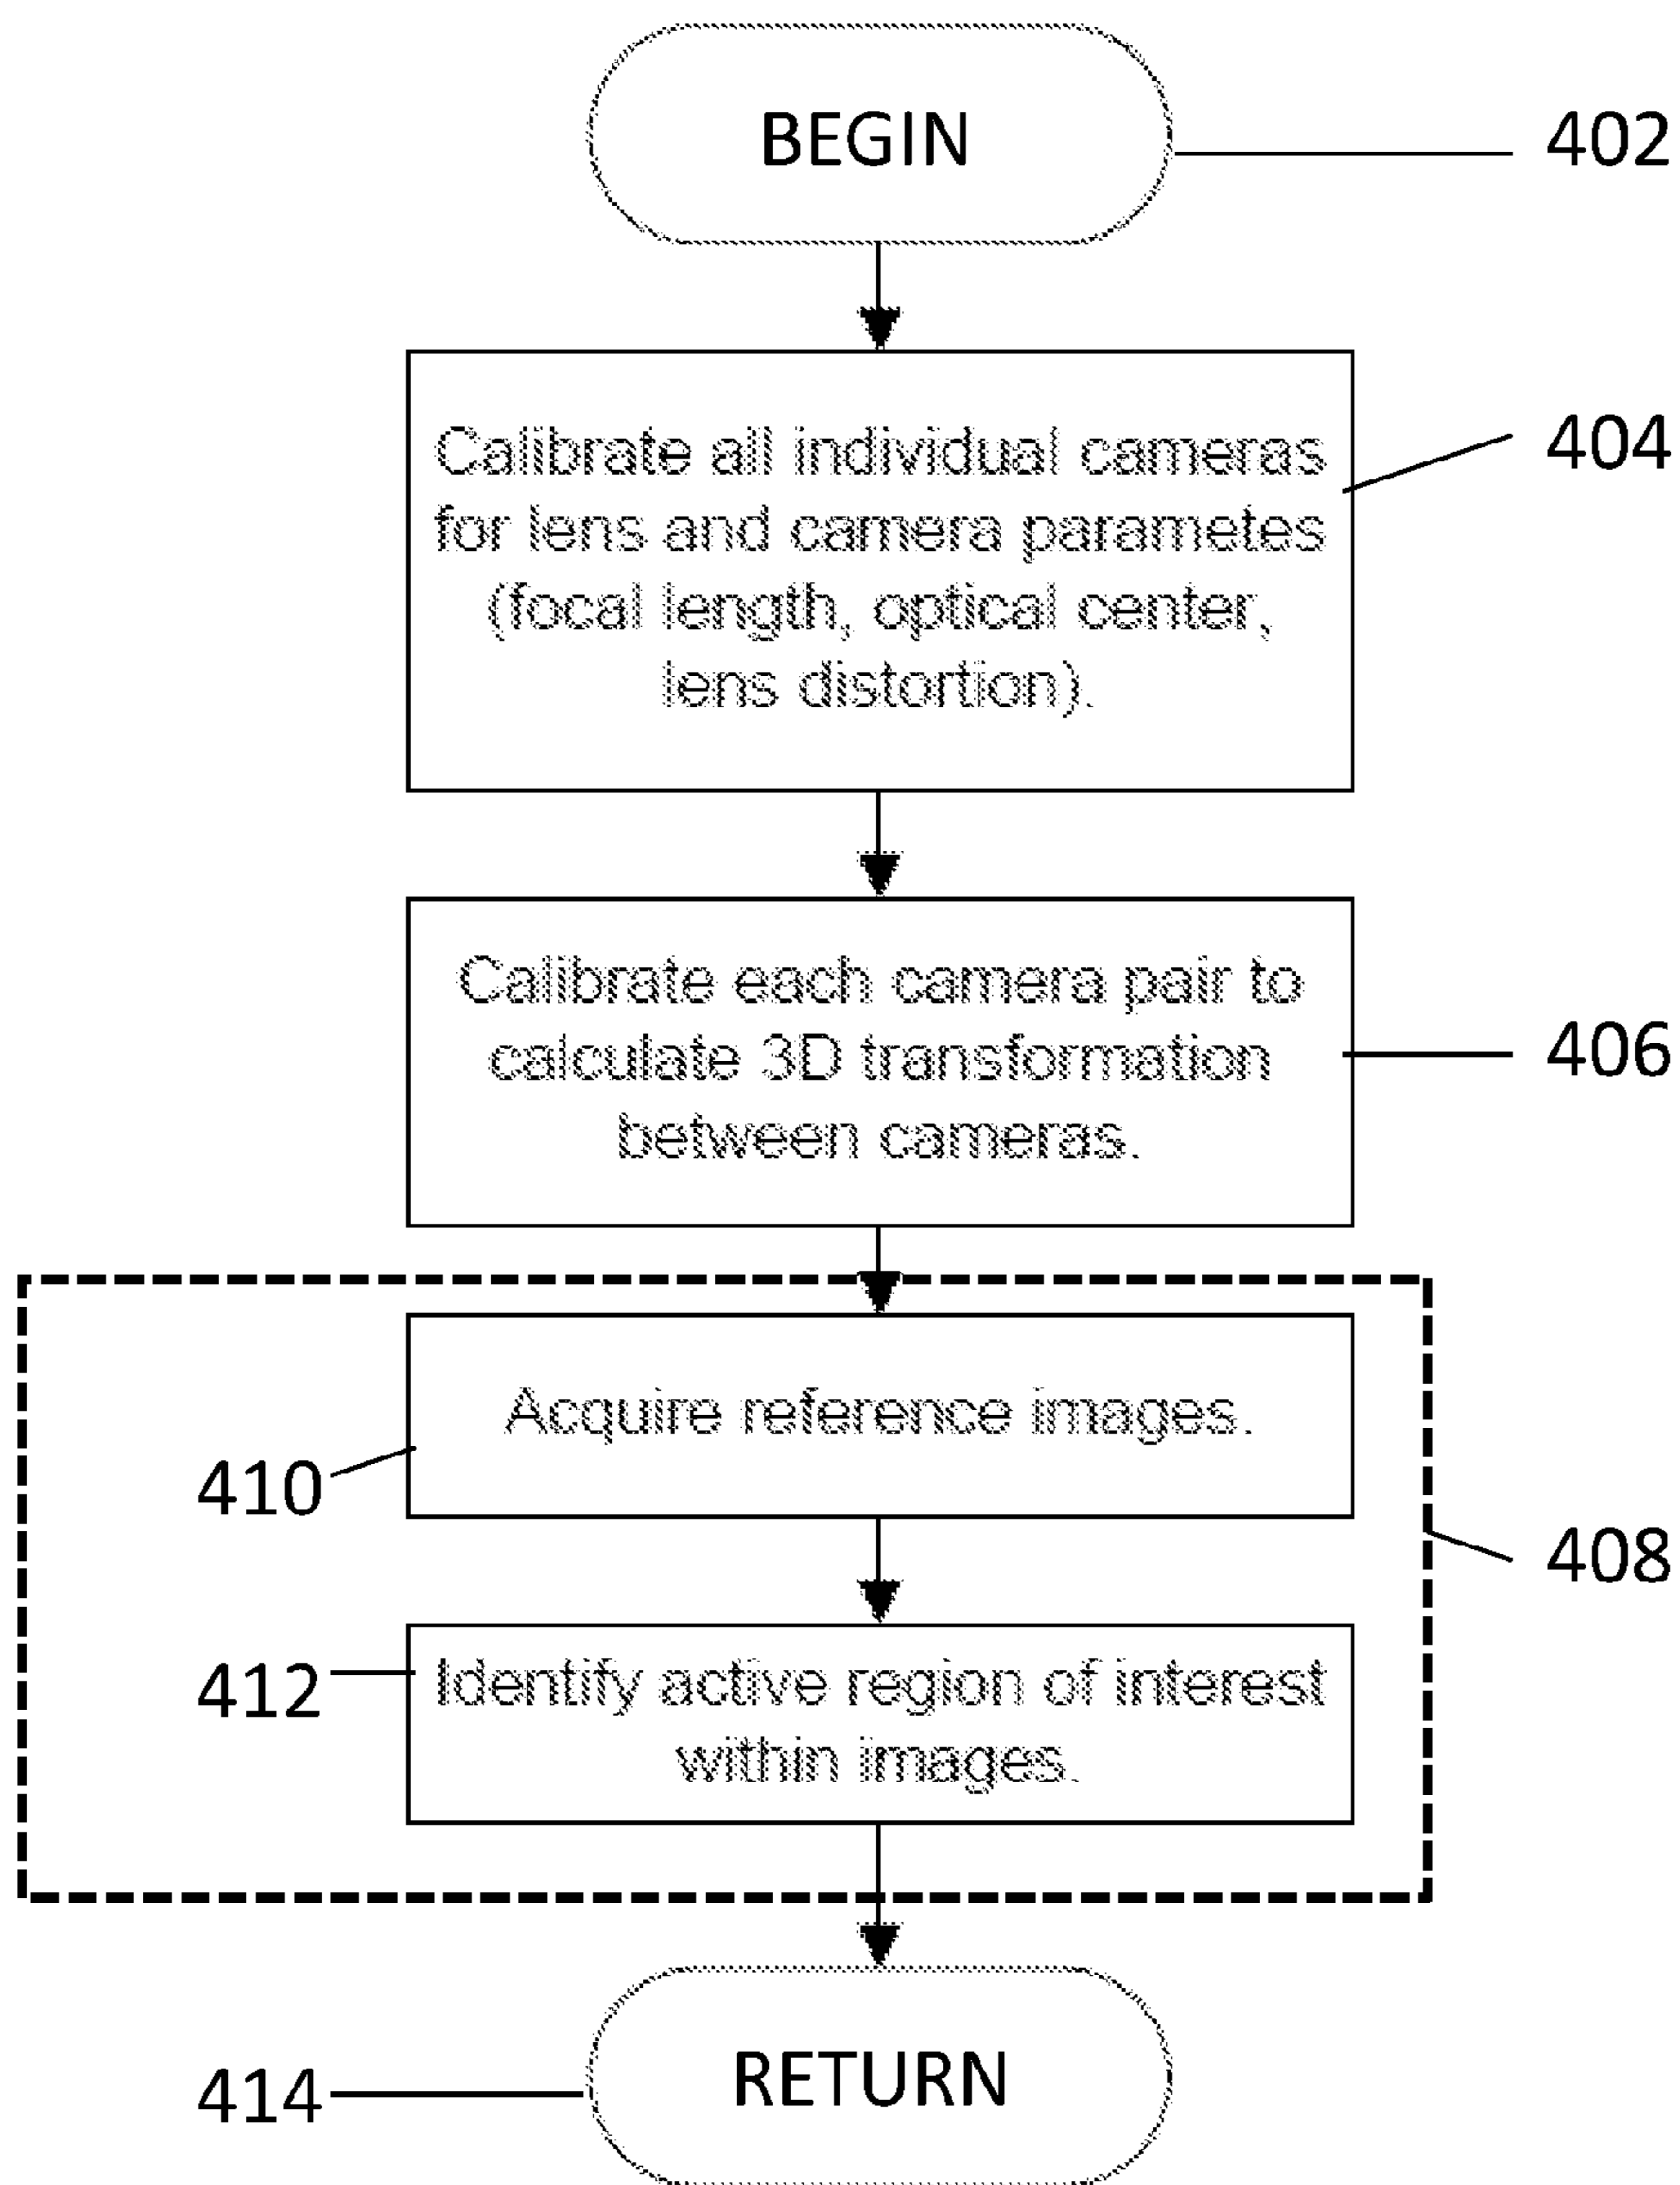 BEGIN
402
Calibrate all individual cameras
for lens and camera parametes
(focal length, optical center,
lens distortion).
404
Calibrate each camera pair to
calculate 3D transformation
between cameras.
406
Acquire reference images.
410
408
412
Identify active region of interest
within images.
RETURN
414